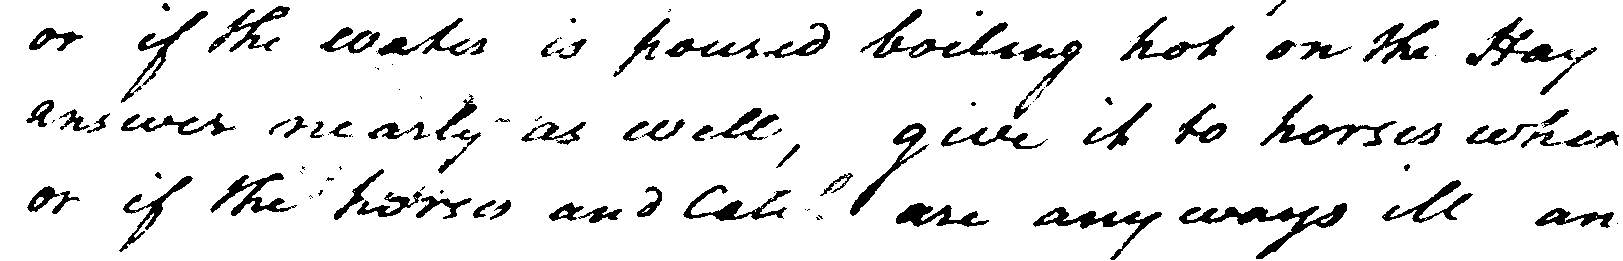 or if the water is poured boiling hot on the Hay
answer nearly as well, give it to horses when
or if the horses and are any ways ill an